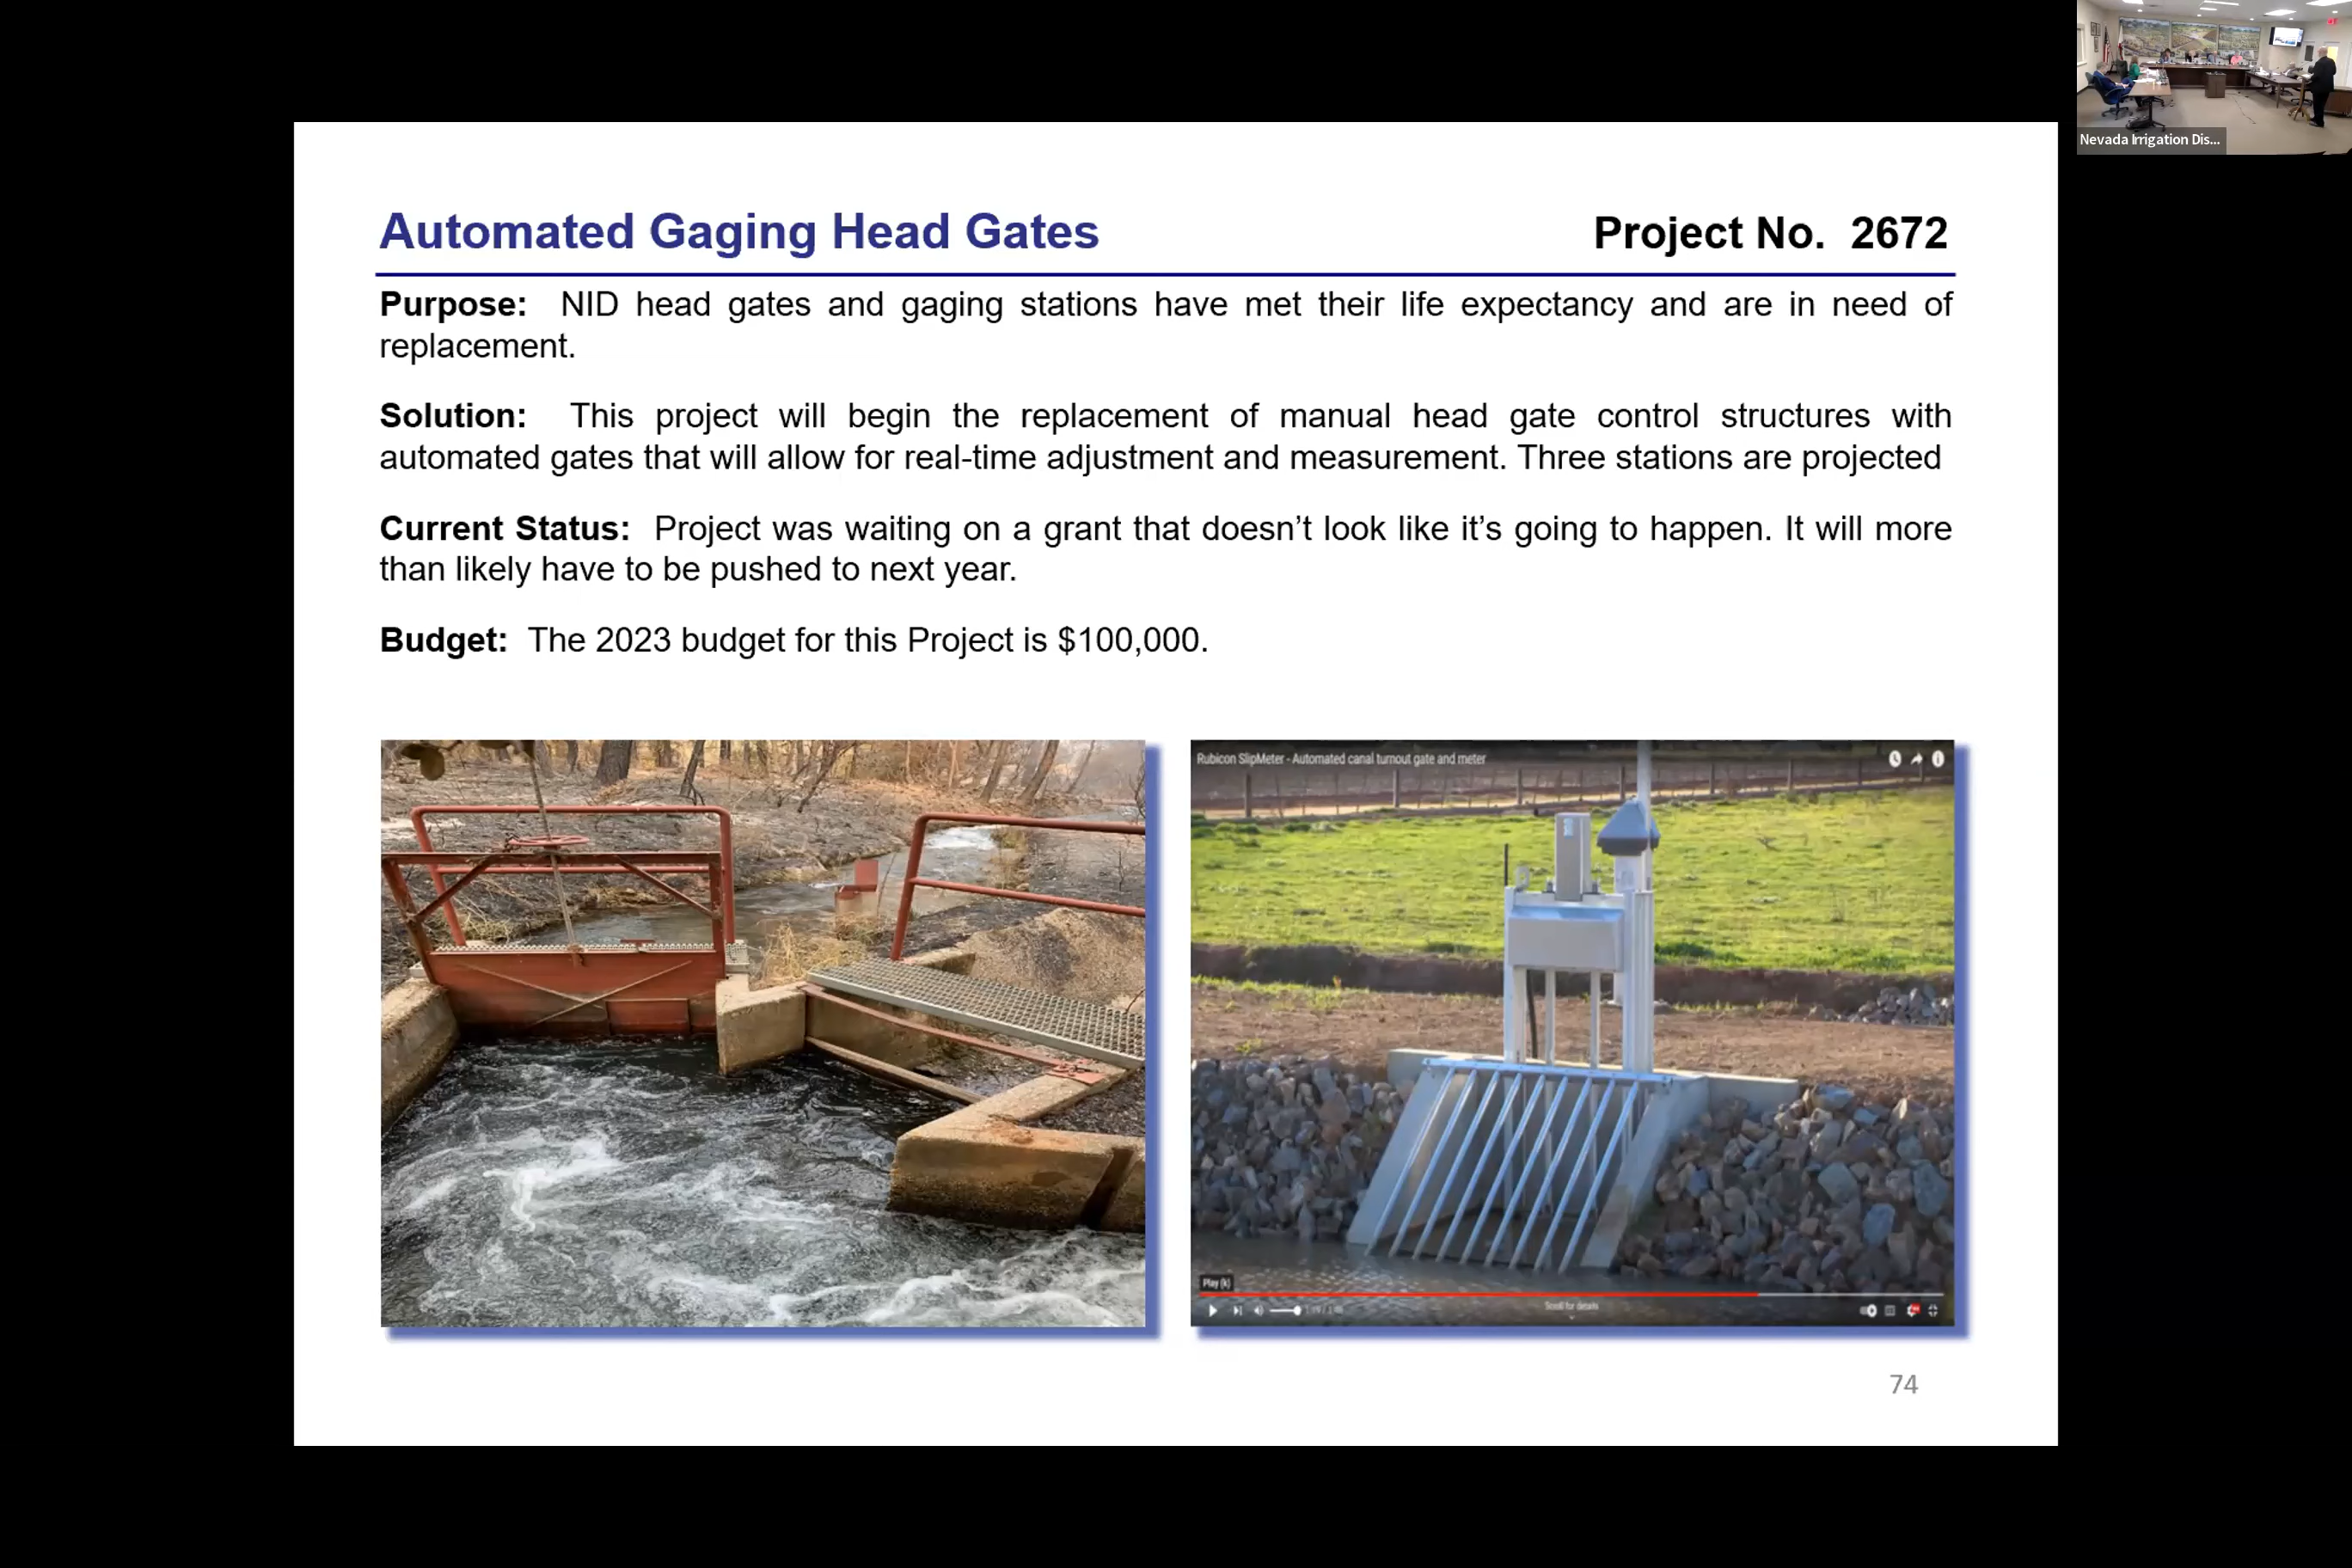 Nevada Irrigation Dis...
Automated Gaging Head Gates
Project No. 2672
Purpose: NID head gates and gaging stations have met their life expectancy and are in need of
replacement.
Solution: This project will begin the replacement of manual head gate control structures with
automated gates that will allow for real-time adjustment and measurement. Three stations are projected
Current Status: Project was waiting on a grant that doesn’t look like it’s going to happen. It will more
than likely have to be pushed to next year.
Budget: The 2023 budget for this Project is $100,000.
Rubicon SlipMeter - Automated canal turnout gate and meter
Play (k)
Scroll for details
74